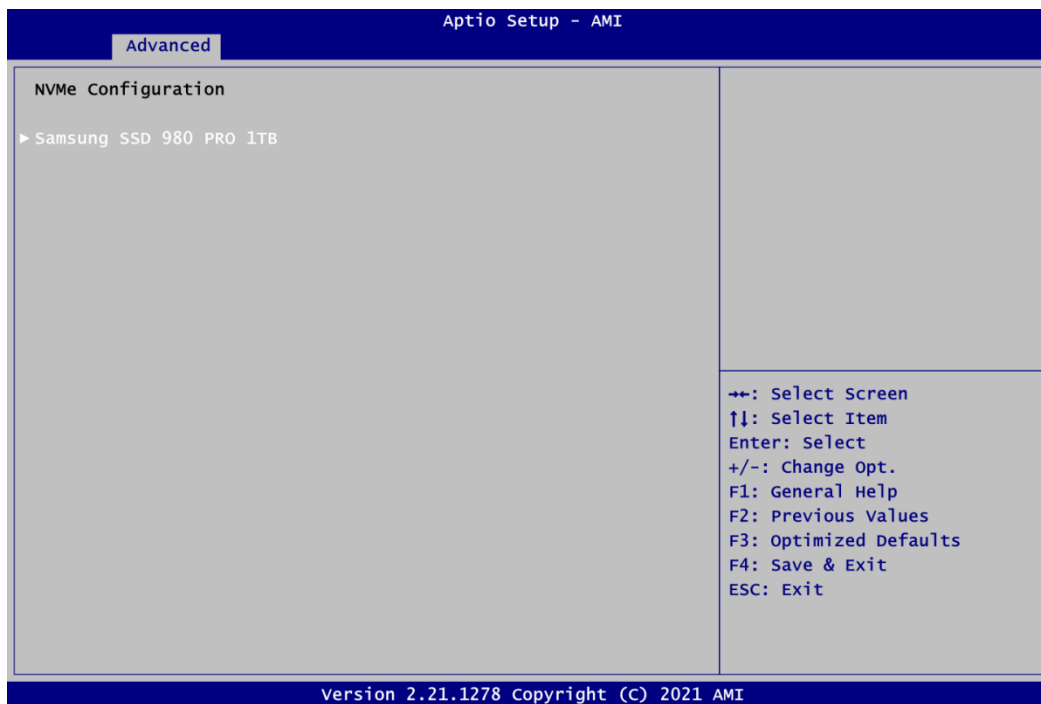 Aptio Setup - AMI
Advanced
NVMe Configuration
►Samsung SSD 980 PRO 1TB
→←: Select Screen
↑↓: Select Item
Enter: Select
+/-: Change Opt.
F1: General Help
F2: Previous Values
F3: Optimized Defaults
F4: Save & Exit
ESC: Exit
Version 2.21.1278 Copyright (C) 2021 AMI